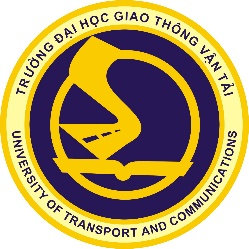 TRƯỜNG ĐẠI HỌC GIAO THÔNG VẬN TẢI
UNIVERSITY OF TRANSPORT AND COMMUNICATIONS